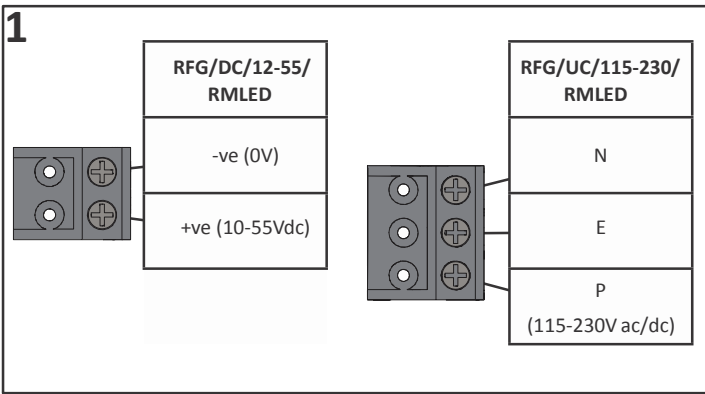 1
RFG/DC/12-55/
RMLED
-ve (0V)
+ve (10-55Vdc)
RFG/UC/115-230/
RMLED
N
E
P
(115-230V ac/dc)